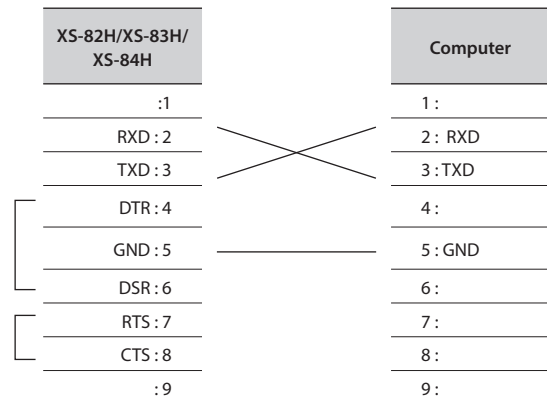 XS-82H/XS-83H/
XS-84H
:1
RXD : 2
TXD : 3
DTR : 4
GND : 5
DSR : 6
RTS : 7
CTS : 8
: 9
Computer
1 :
2 : RXD
3 : TXD
4 :
5 : GND
6 :
7 :
8 :
9 :